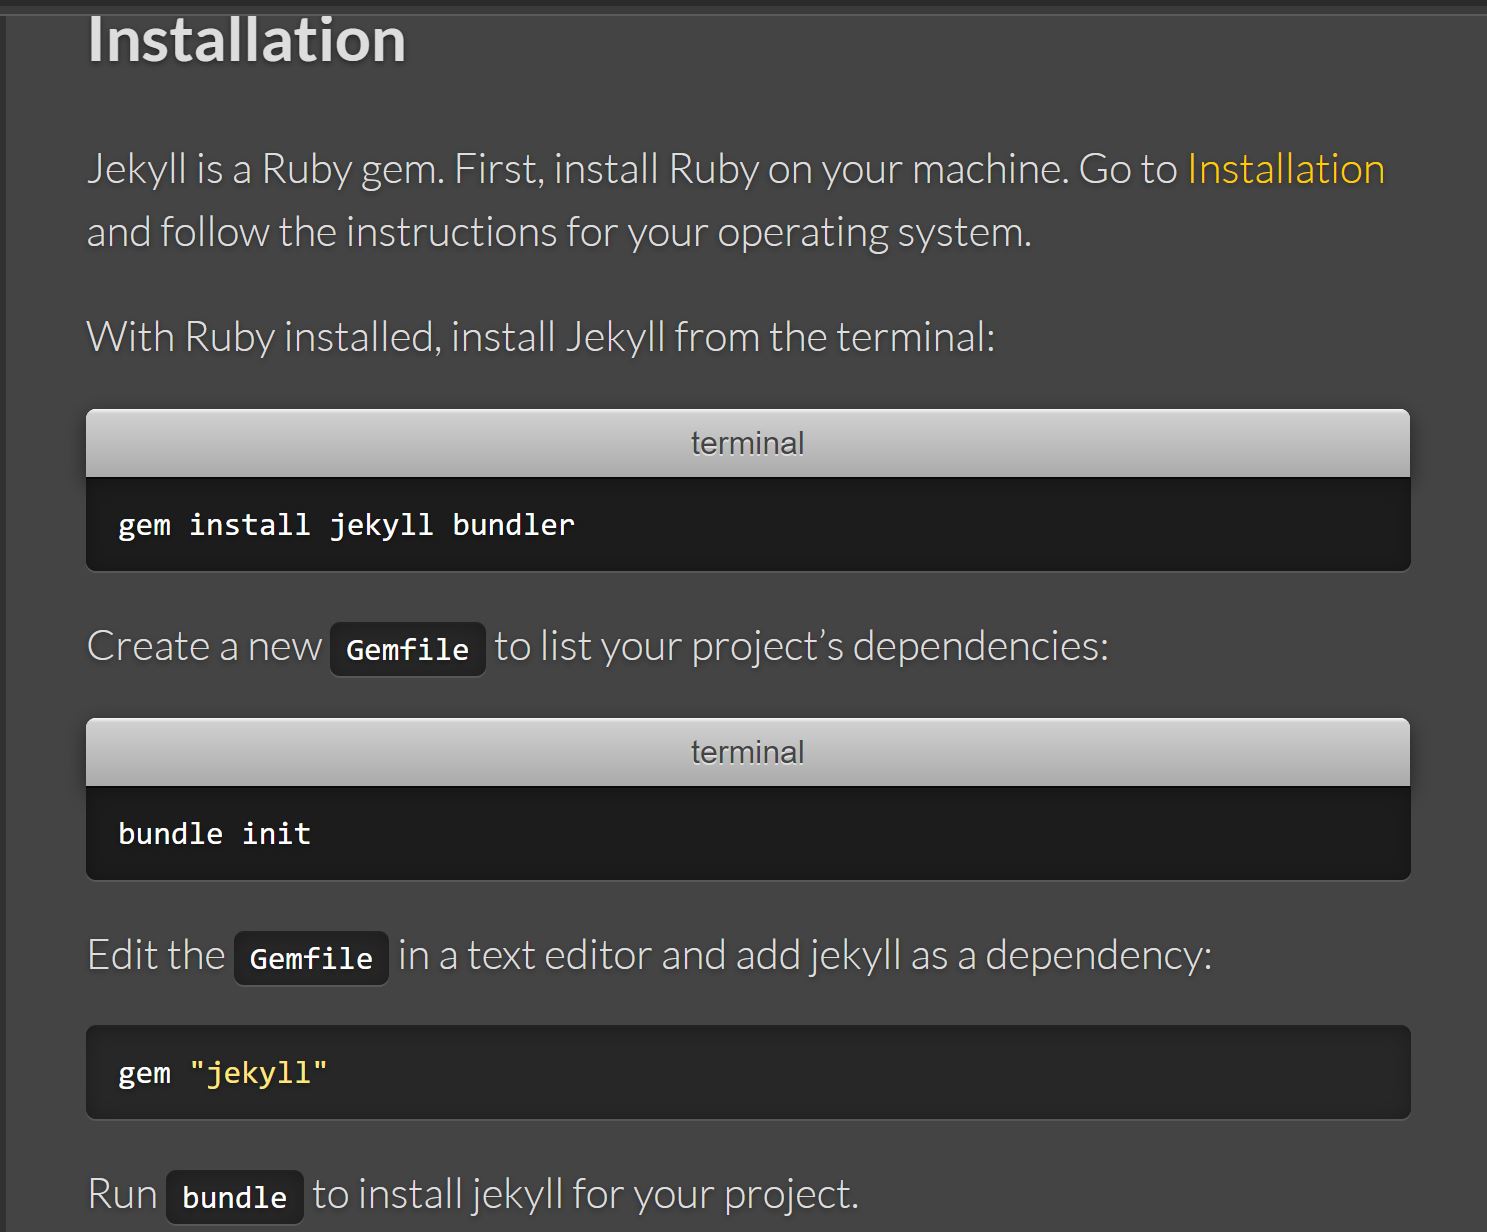 Installation
Jekyll is a Ruby gem. First, install Ruby on your machine. Go to Installation
and follow the instructions for your operating system.
With Ruby installed, install Jekyll from the terminal:
terminal
gem install jekyll bundler
Create a new Gemfile to list your project’s dependencies:
terminal
bundle init
Edit the Gemfile in a text editor and add jekyll as a dependency:
gem "jekyll"
Run bundle to install jekyll for your project.